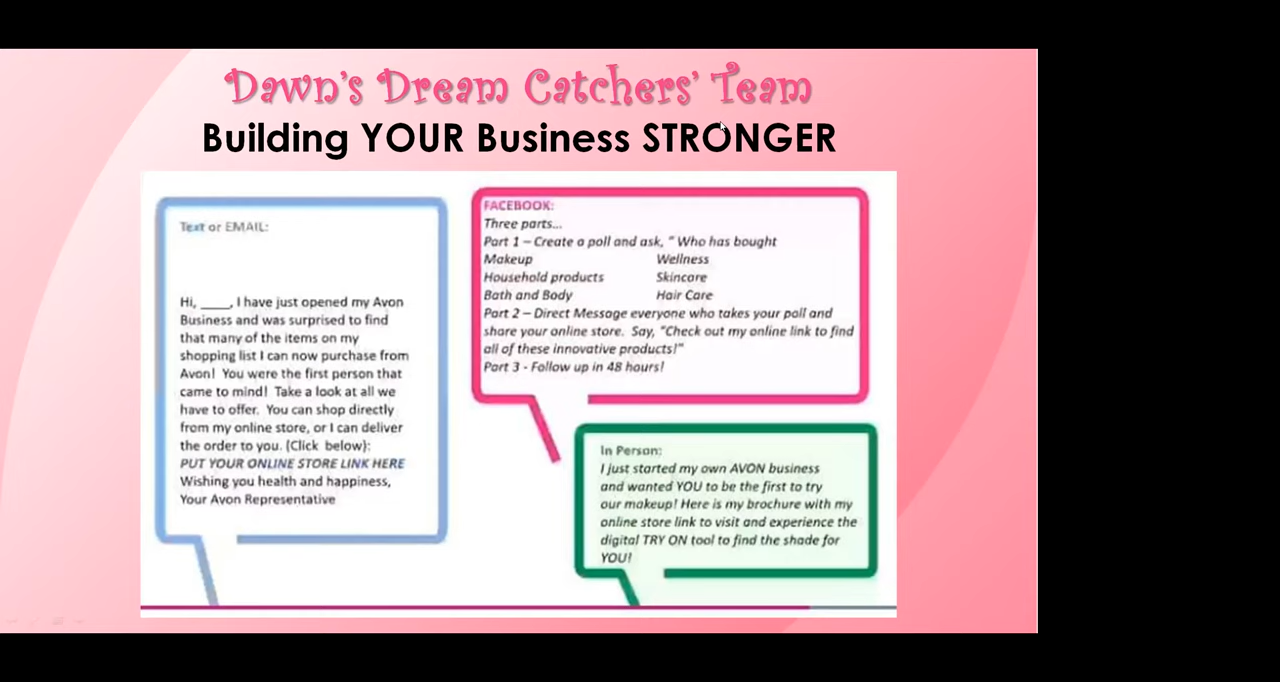 Dawn's Dream Catchers' Team
Building YOUR Business STRONGER
Text or EMAIL:
Hi, ____, I have just opened my Avon
Business and was surprised to find
that many of the items on my
shopping list I can now purchase from
Avon! You were the first person that
came to mind! Take a look at all we
have to offer. You can shop directly
from my online store, or I can deliver
the order to you. (Click below):
PUT YOUR ONLINE STORE LINK HERE
Wishing you health and happiness,
Your Avon Representative
FACEBOOK:
Three parts...
Part 1 – Create a poll and ask, " Who has bought
Makeup Wellness
Household products Skincare
Bath and Body Hair Care
Part 2 – Direct Message everyone who takes your poll and
share your online store. Say, "Check out my online link to find
all of these innovative products!"
Part 3 - Follow up in 48 hours!
In Person:
I just started my own AVON business
and wanted YOU to be the first to try
our makeup! Here is my brochure with my
online store link to visit and experience the
digital TRY ON tool to find the shade for
YOU!